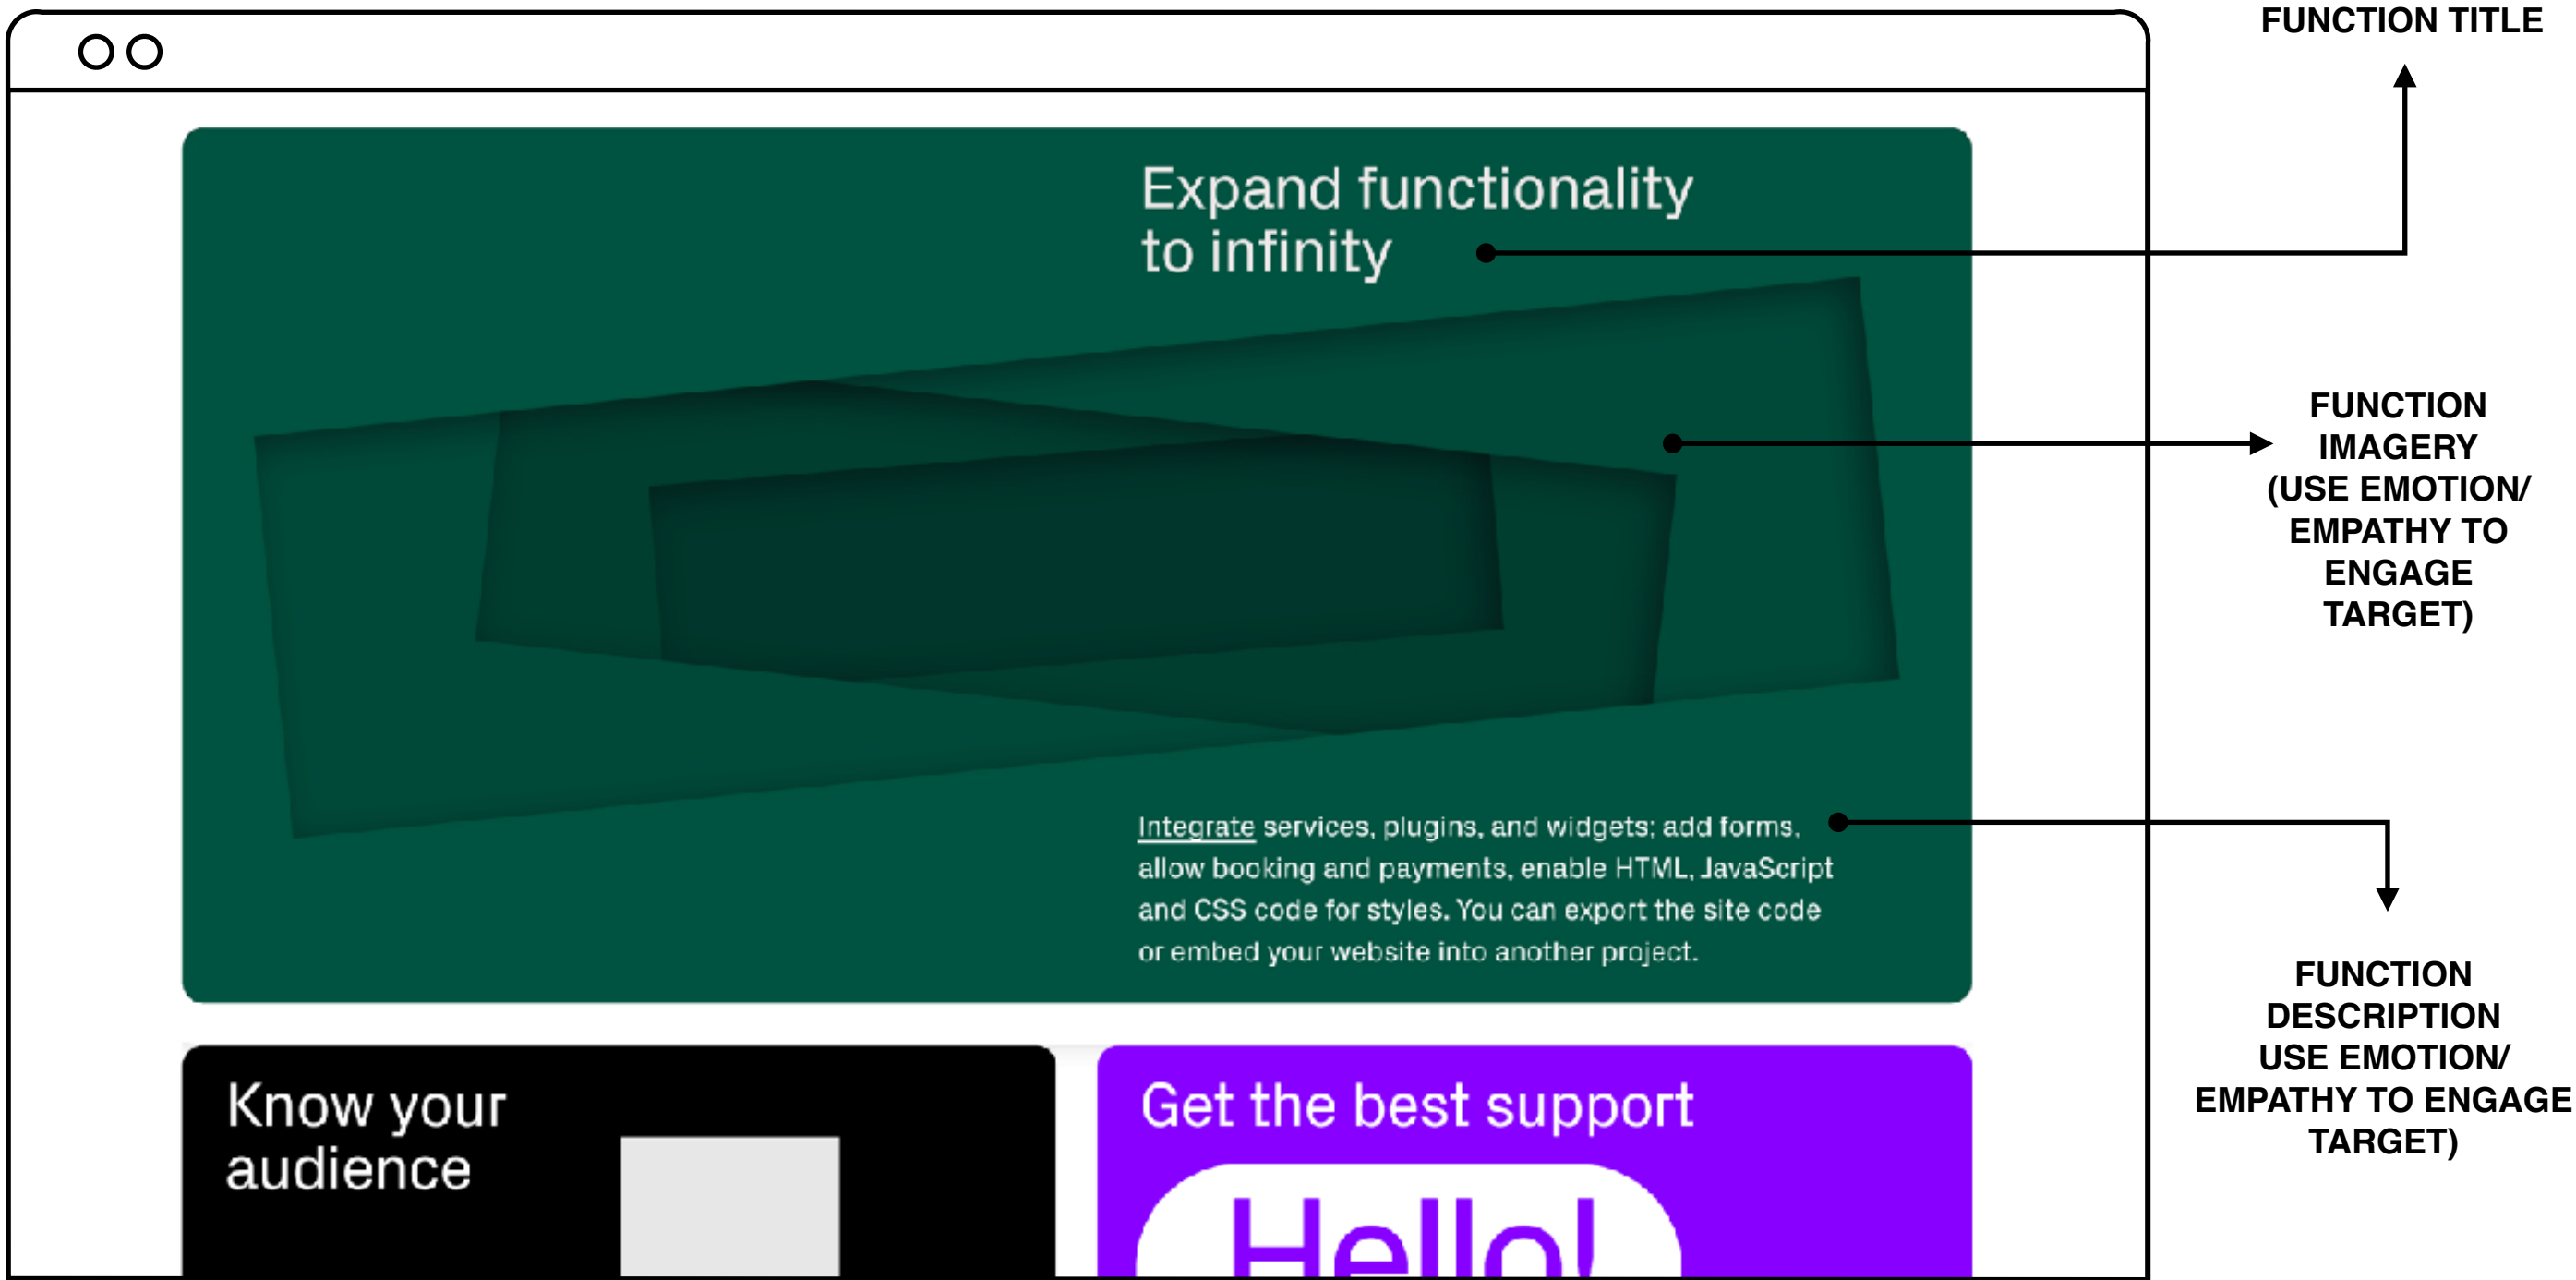 FUNCTION TITLE
Expand functionality
to infinity
FUNCTION
IMAGERY
(USE EMOTION/
EMPATHY TO
ENGAGE
TARGET)
Integrate services, plugins, and widgets; add forms,
allow booking and payments, enable HTML, JavaScript
and CSS code for styles. You can export the site code
or embed your website into another project.
FUNCTION
DESCRIPTION
USE EMOTION/
EMPATHY TO ENGAGE
TARGET)
Know your
audience
Get the best support
Hello!